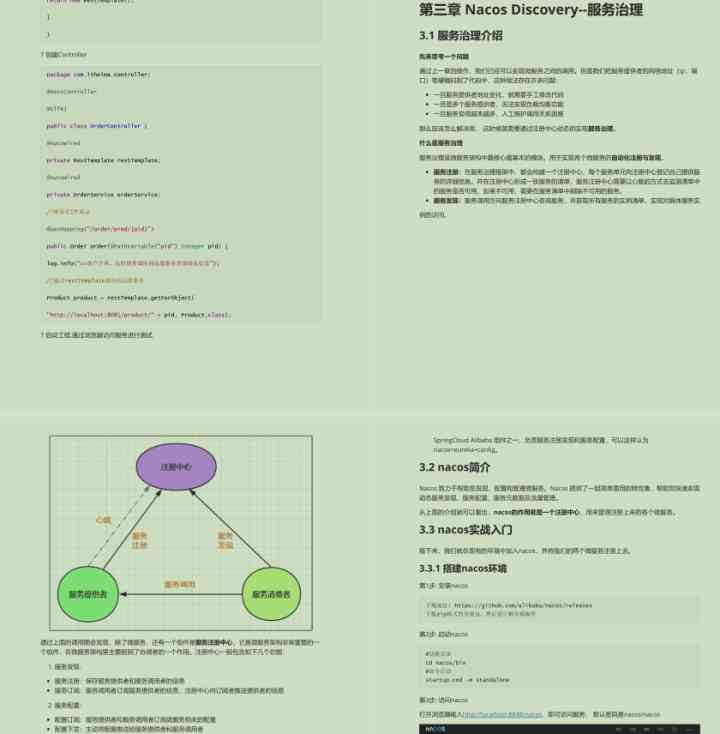 }
}
7 创建Controller
package com.itheima.controller;
@RestController
@Slf4j
public class OrderController {
@Autowired
private RestTemplate restTemplate;
@Autowired
private OrderService orderService;
@GetMapping("/order/prod/{pid}")
public Order order(@PathVariable("pid") Integer pid) {
//通过restTemplate调用商品微服务
Product product = restTemplate.getForObject(
"http://localhost:8081/product/" + pid, Product.class);
7 启动工程,通过浏览器访问服务进行测试
第三章 Nacos Discovery--服务治理
3.1 服务治理介绍
先来思考一个问题
通过上一章的操作，我们已经可以实现微服务之间的调用。但是我们把服务提供者的网络地址（ip，端
口）等硬编码到了代码中，这种做法存在许多问题：
一旦服务提供者地址变化，就需要手工修改代码
一旦是多个服务提供者，无法实现负载均衡功能
一旦服务变得越来越多，人工维护调用关系困难
那么应该怎么解决呢， 这时候就需要通过注册中心动态的实现服务治理。
什么是服务治理
服务治理是微服务架构中最核心最基本的模块。用于实现各个微服务的自动化注册与发现。
服务注册：在服务治理框架中，都会构建一个注册中心，每个服务单元向注册中心登记自己提供服
务的详细信息。并在注册中心形成一张服务的清单，服务注册中心需要以心跳的方式去监测清单中
的服务是否可用，如果不可用，需要在服务清单中剔除不可用的服务。
服务发现：服务调用方向服务注册中心咨询服务，并获取所有服务的实例清单，实现对具体服务实
例的访问。
注册中心
心跳
服务
注册
服务
发现
服务提供者
服务调用
服务消费者
通过上面的调用图会发现，除了微服务，还有一个组件是服务注册中心，它是微服务架构非常重要的一
个组件，在微服务架构里主要起到了协调者的一个作用。注册中心一般包含如下几个功能：
1. 服务发现：
服务注册：保存服务提供者和服务调用者的信息
服务订阅：服务调用者订阅服务提供者的信息，注册中心向订阅者推送提供者的信息
2. 服务配置：
配置订阅：服务提供者和服务调用者订阅微服务相关的配置
配置下发：主动将配置推送给服务提供者和服务调用者
SpringCloud Alibaba 组件之一，负责服务注册发现和服务配置，可以这样认为
nacos=eureka+config。
3.2 nacos简介
Nacos 致力于帮助您发现、配置和管理微服务。Nacos 提供了一组简单易用的特性集，帮助您快速实现
动态服务发现、服务配置、服务元数据及流量管理。
从上面的介绍就可以看出，nacos的作用就是一个注册中心，用来管理注册上来的各个微服务。
3.3 nacos实战入门
接下来，我们就在现有的环境中加入nacos，并将我们的两个微服务注册上去。
3.3.1 搭建nacos环境
第1步: 安装nacos
下载地址: https://github.com/alibaba/nacos/releases
下载zip格式的安装包，然后进行解压缩操作
第2步: 启动nacos
#切换目录
cd nacos/bin
#命令启动
startup.cmd -m standalone
第3步: 访问nacos
打开浏览器输入http://localhost:8848/nacos，即可访问服务， 默认密码是nacos/nacos
NACOS